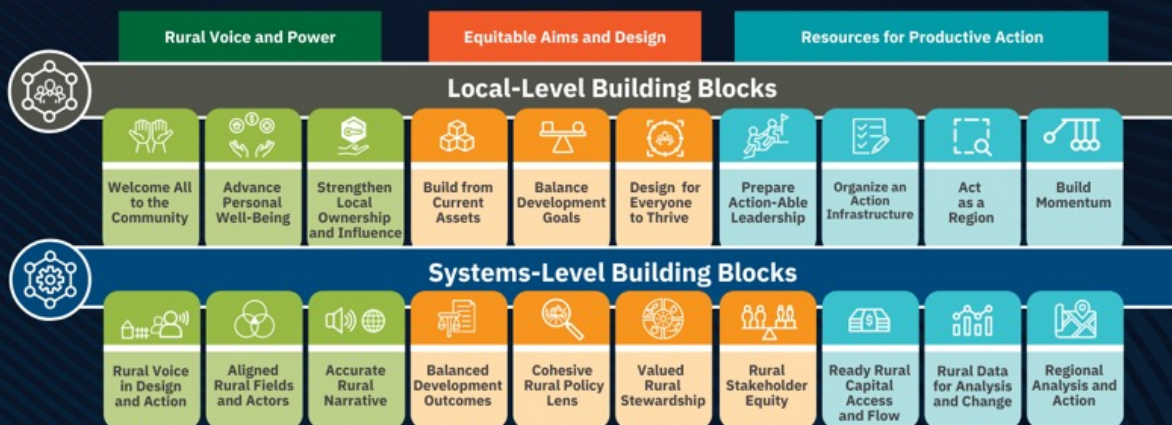 Rural Voice and Power
Equitable Aims and Design
Resources for Productive Action
Local-Level Building Blocks
Welcome All
to the
Community
Advance
Personal
Well-Being
Strengthen
Local
Ownership
and Influence
Build from
Current
Assets
Balance
Development
Goals
Design for
Everyone
to Thrive
Prepare
Action-Able
Leadership
Organize an
Action
Infrastructure
Act
as a
Region
Build
Momentum
Systems-Level Building Blocks
Rural Voice
in Design
and Action
Aligned
Rural Fields
and Actors
Accurate
Rural
Narrative
Balanced
Development
Outcomes
Cohesive
Rural Policy
Lens
Valued
Rural
Stewardship
Rural
Stakeholder
Equity
Ready Rural
Capital
Access
and Flow
Rural Data
for Analysis
and Change
Regional
Analysis and
Action